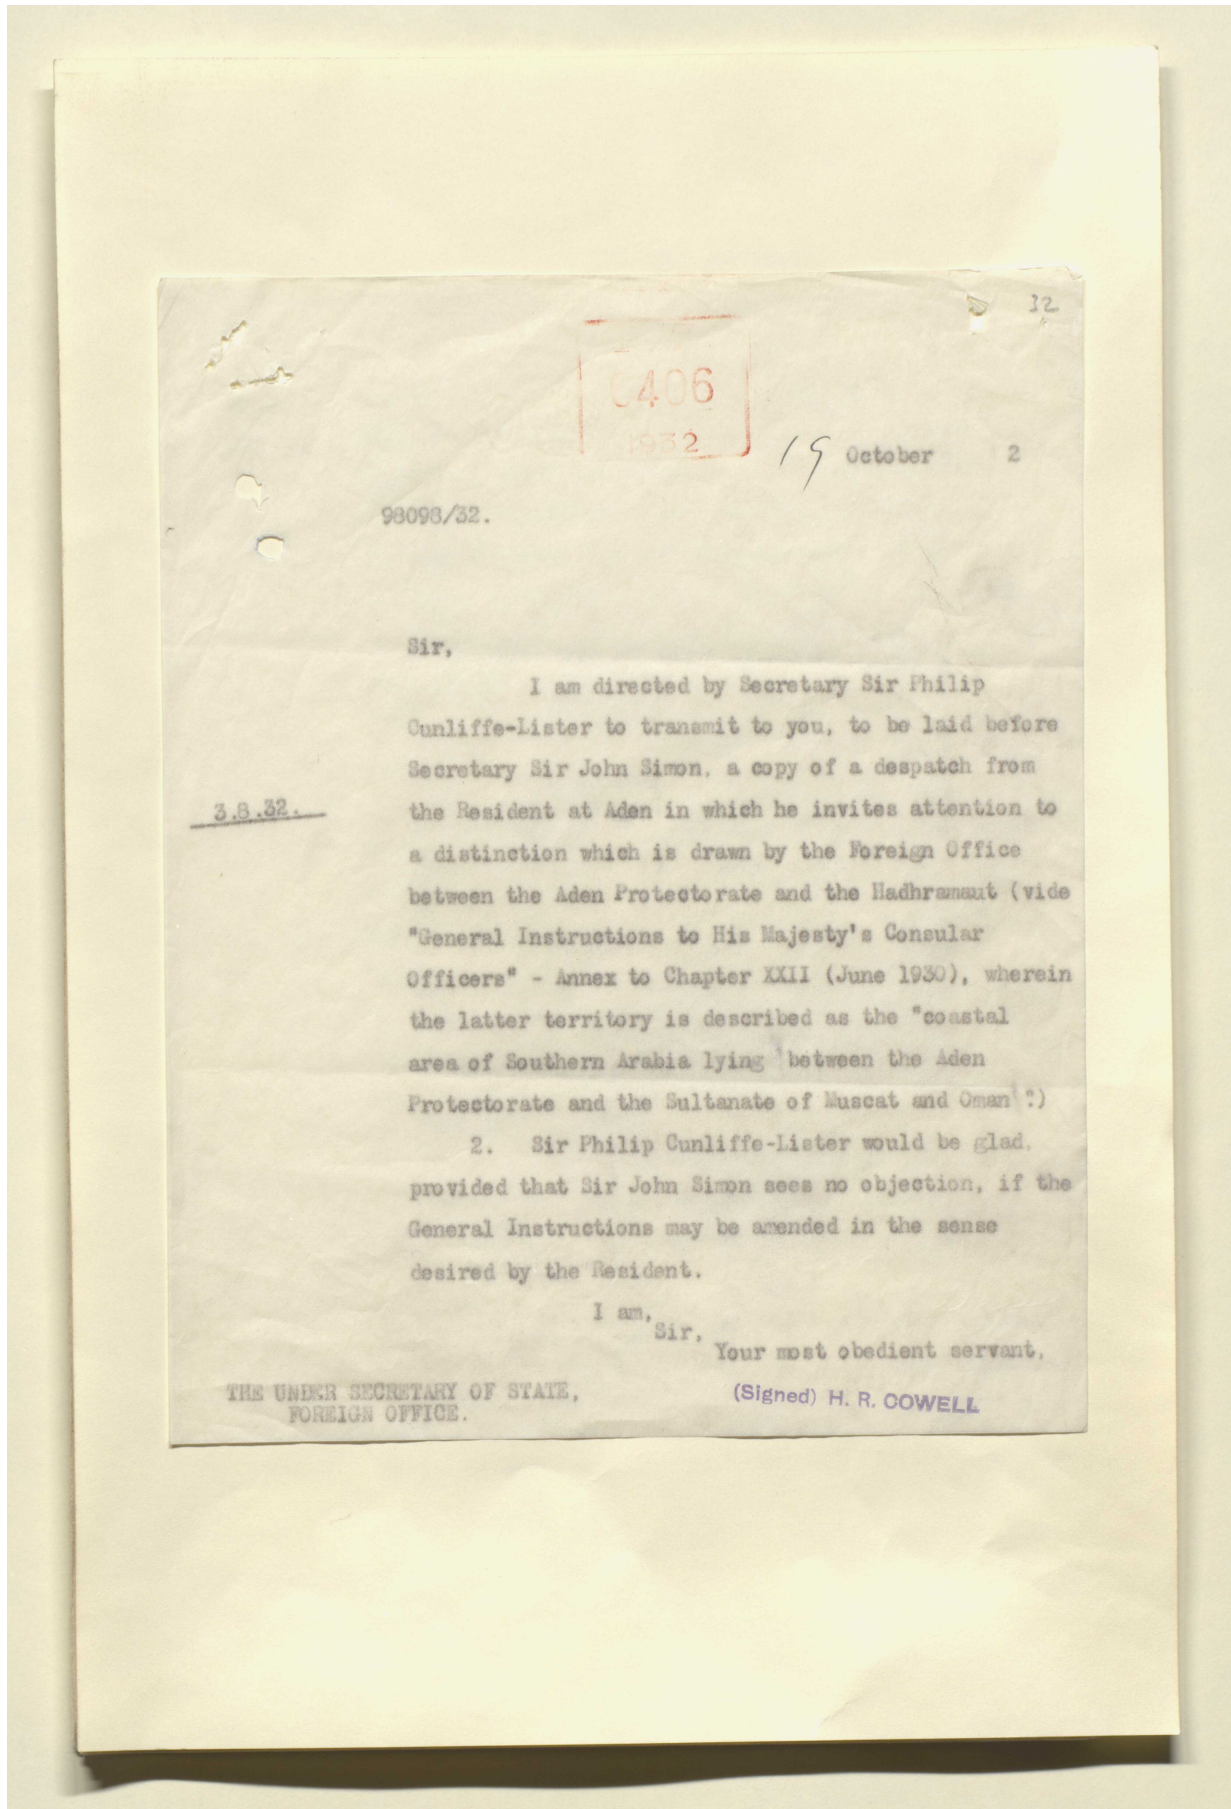 32
406
1932
19 October 2
98098/32.
Sir,
I am directed by Secretary Sir Philip
Cunliffe-Lister to transmit to you, to be laid before
Secretary Sir John Simon, a copy of a despatch from
3.8.32.
the Resident at Aden in which he invites attention to
a distinction which is drawn by the Foreign Office
between the Aden Protectorate and the Hadhramaut (vide
"General Instructions to His Majesty's Consular
Officers" - Annex to Chapter XXII (June 1930), wherein
the latter territory is described as the "coastal
area of Southern Arabia lying between the Aden
Protectorate and the Sultanate of Muscat and Oman".)
2. Sir Philip Cunliffe-Lister would be glad,
provided that Sir John Simon sees no objection, if the
General Instructions may be amended in the sense
desired by the Resident.
I am,
Sir,
Your most obedient servant,
THE UNDER SECRETARY OF STATE,
FOREIGN OFFICE.
(Signed) H. R. COWELL